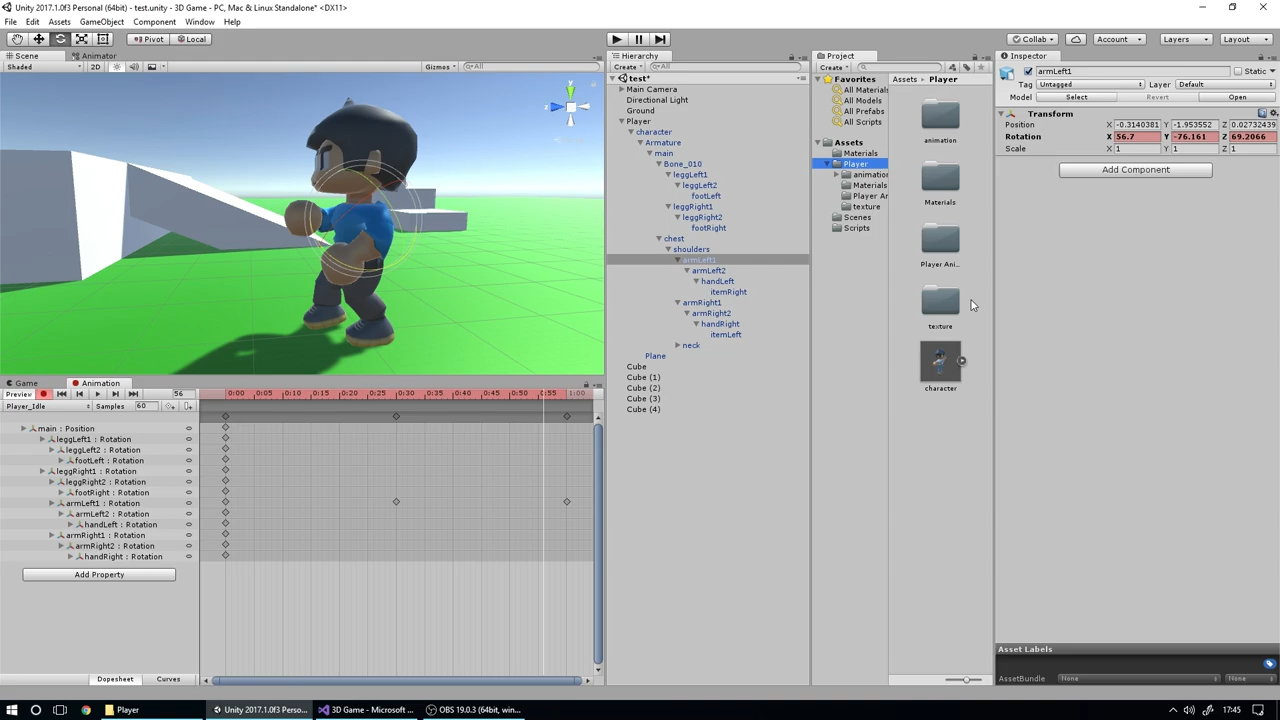 Unity 2017.1.0f3 Personal (64bit) - test.unity - 3D Game - PC, Mac & Linux Standalone* <DX11>
File Edit Assets GameObject Component Window Help
Pivot Local
Collab Account Layers Layout
Scene Animator
Shaded 2D Gizmos All
Game Animation
Preview 56 0:00 0:05 0:10 0:15 0:20 0:25 0:30 0:35 0:40 0:45 0:50 0:55 1:00
Player_Idle Samples 60
main : Position
leggLeft1 : Rotation
leggLeft2 : Rotation
footLeft : Rotation
leggRight1 : Rotation
leggRight2 : Rotation
footRight : Rotation
armLeft1 : Rotation
armLeft2 : Rotation
handLeft : Rotation
armRight1 : Rotation
armRight2 : Rotation
handRight : Rotation
Add Property
Dopesheet Curves
Hierarchy
Create All
test*
Main Camera
Directional Light
Ground
Player
character
Armature
main
Bone_010
leggLeft1
leggLeft2
footLeft
leggRight1
leggRight2
footRight
chest
shoulders
armLeft1
armLeft2
handLeft
itemRight
armRight1
armRight2
handRight
itemLeft
neck
Plane
Cube
Cube (1)
Cube (2)
Cube (3)
Cube (4)
Project
Create
Favorites
All Materials
All Models
All Prefabs
All Scripts
Assets
Materials
Player
animation
Materials
Player An
texture
Scenes
Scripts
Assets Player
animation
Materials
Player Ani...
texture
character
Inspector
armLeft1 Static
Tag Untagged Layer Default
Model Select Revert Open
Transform
Position X -0.3140381 Y -1.953552 Z 0.02732439
Rotation X 56.7 Y -76.161 Z 69.2066
Scale X 1 Y 1 Z 1
Add Component
Asset Labels
AssetBundle None None
Player
Unity 2017.1.0f3 Perso...
3D Game - Microsoft ...
OBS 19.0.3 (64bit, win...
17:45